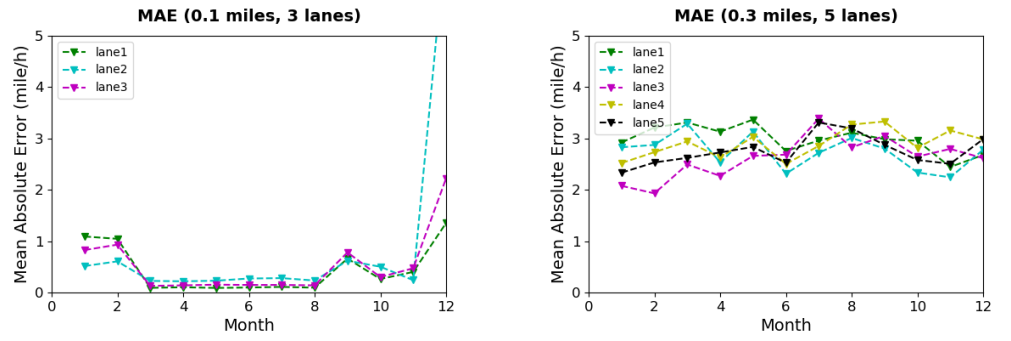 MAE (0.1 miles, 3 lanes)
Mean Absolute Error (mile/h)
5
4
3
2
1
0
lane1
lane2
lane3
0 2 4 6 8 10 12
Month
MAE (0.3 miles, 5 lanes)
Mean Absolute Error (mile/h)
5
4
3
2
1
0
lane1
lane2
lane3
lane4
lane5
0 2 4 6 8 10 12
Month